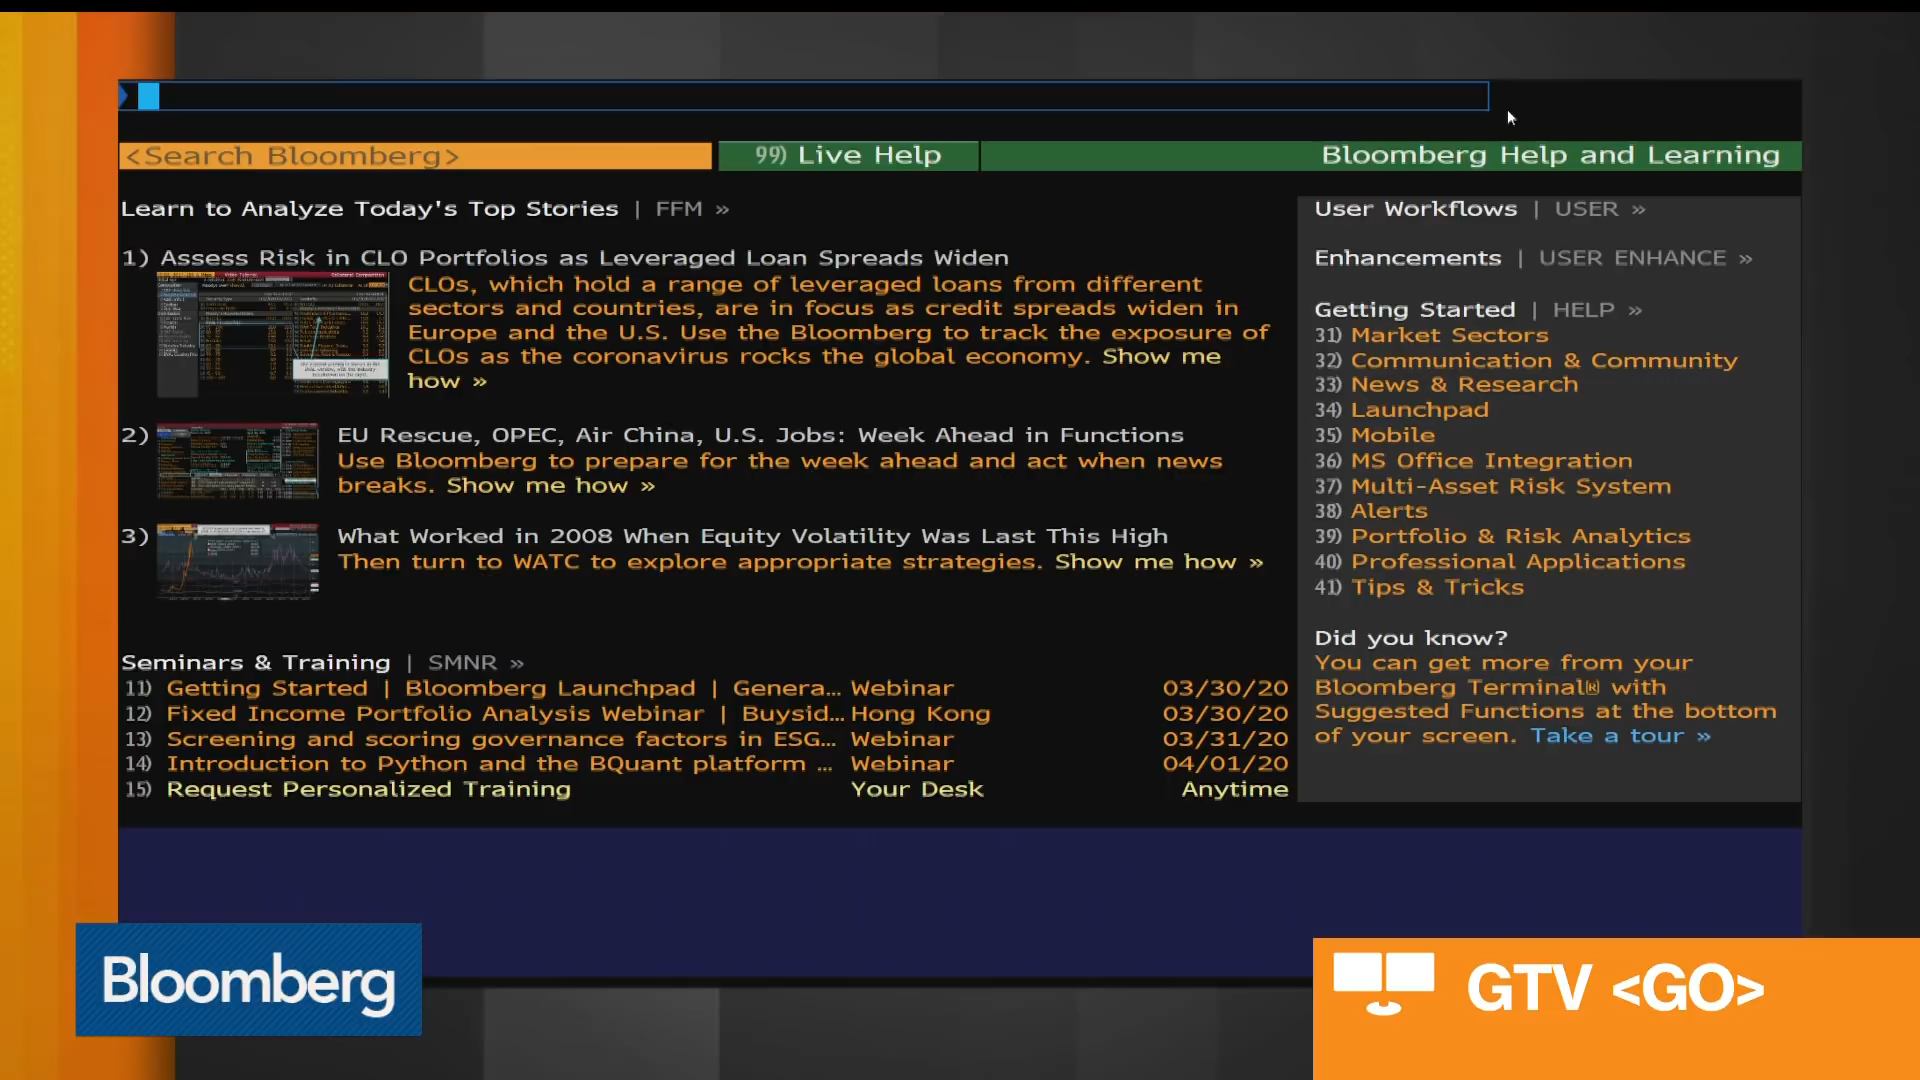 <Search Bloomberg>
99) Live Help
Bloomberg Help and Learning
Learn to Analyze Today's Top Stories | FFM »
1) Assess Risk in CLO Portfolios as Leveraged Loan Spreads Widen
CLOs, which hold a range of leveraged loans from different
sectors and countries, are in focus as credit spreads widen in
Europe and the U.S. Use the Bloomberg to track the exposure of
CLOs as the coronavirus rocks the global economy. Show me
how »
2) EU Rescue, OPEC, Air China, U.S. Jobs: Week Ahead in Functions
Use Bloomberg to prepare for the week ahead and act when news
breaks. Show me how »
3) What Worked in 2008 When Equity Volatility Was Last This High
Then turn to WATC to explore appropriate strategies. Show me how »
Seminars & Training | SMNR »
11) Getting Started | Bloomberg Launchpad | Genera... Webinar 03/30/20
12) Fixed Income Portfolio Analysis Webinar | Buysid... Hong Kong 03/30/20
13) Screening and scoring governance factors in ESG... Webinar 03/31/20
14) Introduction to Python and the BQuant platform ... Webinar 04/01/20
15) Request Personalized Training Your Desk Anytime
User Workflows | USER »
Enhancements | USER ENHANCE »
Getting Started | HELP »
31) Market Sectors
32) Communication & Community
33) News & Research
34) Launchpad
35) Mobile
36) MS Office Integration
37) Multi-Asset Risk System
38) Alerts
39) Portfolio & Risk Analytics
40) Professional Applications
41) Tips & Tricks
Did you know?
You can get more from your
Bloomberg Terminal® with
Suggested Functions at the bottom
of your screen. Take a tour »
Bloomberg
GTV <GO>